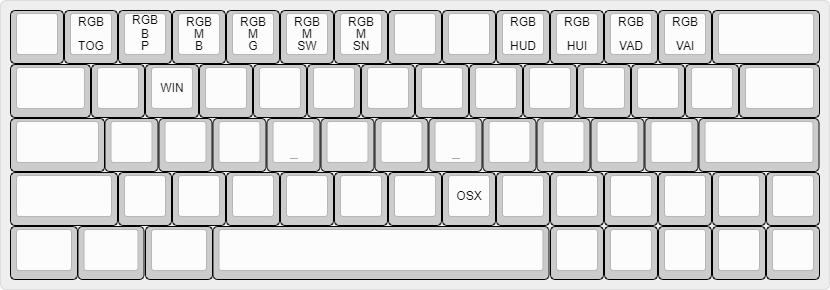 RGB TOG
RGB B P
RGB M B
RGB M G
RGB M SW
RGB M SN
RGB HUD
RGB HUI
RGB VAD
RGB VAI
WIN
_ _
OSX